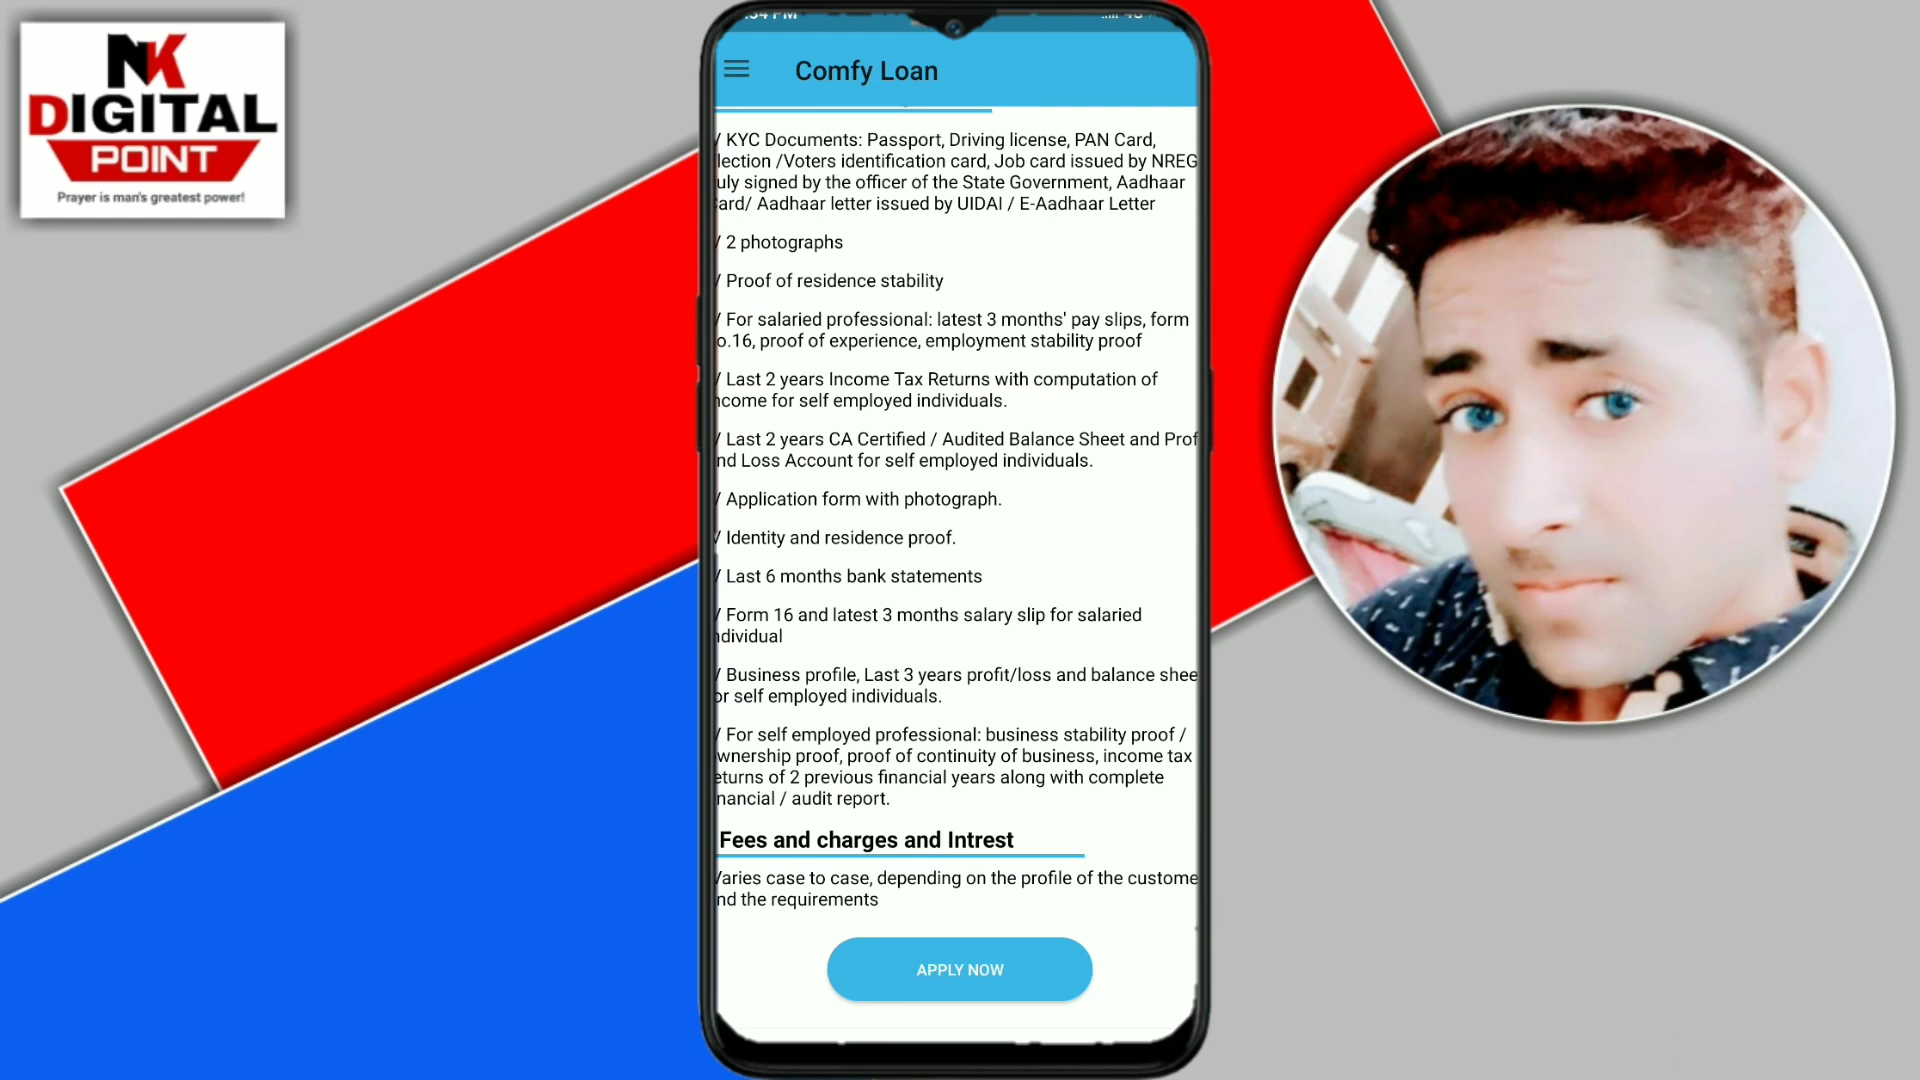 NK
DIGITAL
POINT
Prayer is man's greatest power!
:34 PM
4G
Comfy Loan
/ KYC Documents: Passport, Driving license, PAN Card,
lection /Voters identification card, Job card issued by NREG
uly signed by the officer of the State Government, Aadhaar
ard/ Aadhaar letter issued by UIDAI / E-Aadhaar Letter
/ 2 photographs
/ Proof of residence stability
/ For salaried professional: latest 3 months' pay slips, form
o.16, proof of experience, employment stability proof
/ Last 2 years Income Tax Returns with computation of
ncome for self employed individuals.
/ Last 2 years CA Certified / Audited Balance Sheet and Prof
nd Loss Account for self employed individuals.
/ Application form with photograph.
/ Identity and residence proof.
/ Last 6 months bank statements
/ Form 16 and latest 3 months salary slip for salaried
ndividual
/ Business profile, Last 3 years profit/loss and balance shee
or self employed individuals.
/ For self employed professional: business stability proof /
wnership proof, proof of continuity of business, income tax
eturns of 2 previous financial years along with complete
nancial / audit report.
Fees and charges and Intrest
Varies case to case, depending on the profile of the custome
nd the requirements
APPLY NOW